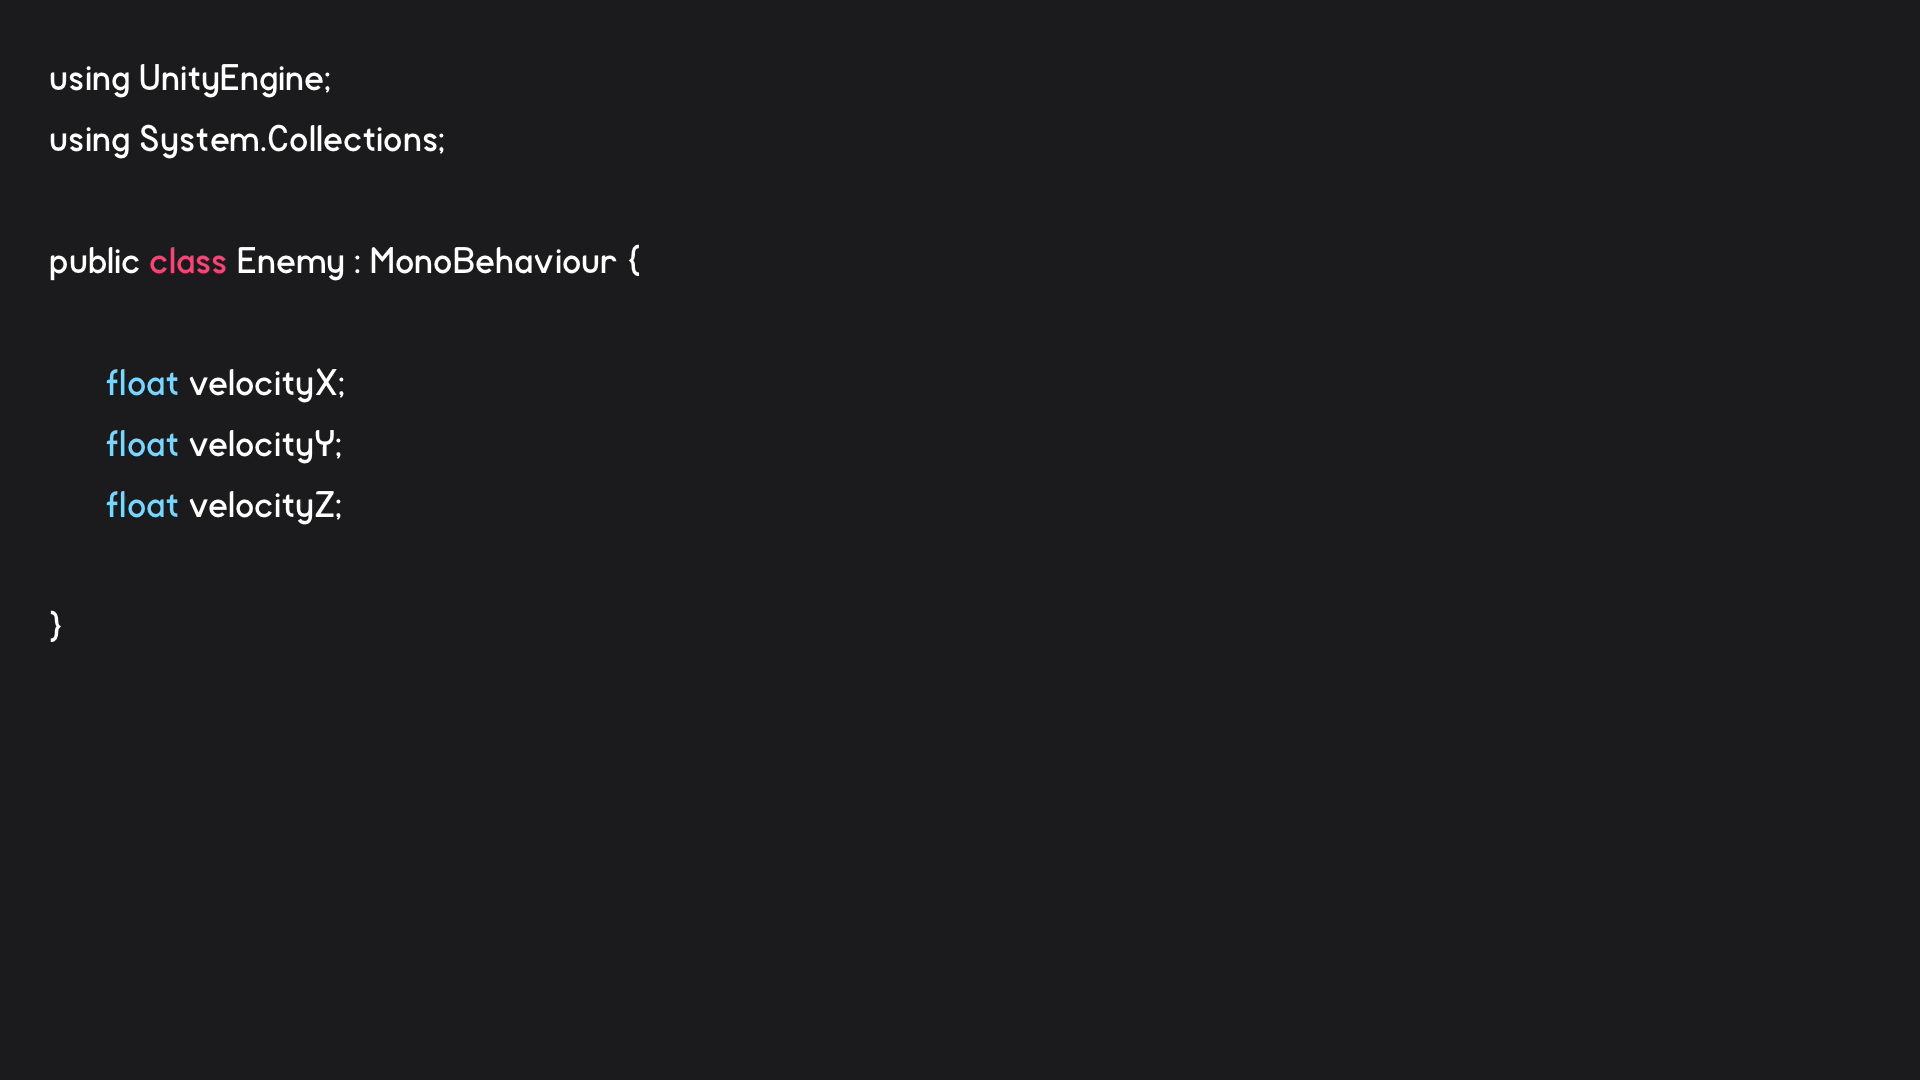 using UnityEngine;
using System.Collections;
public class Enemy : MonoBehaviour {
float velocityX;
float velocityY;
float velocityZ;
}